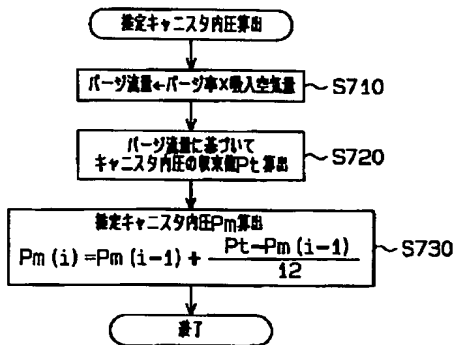 推定キャニスタ内圧算出
パージ流量←パージ率×吸入空気量
S710
パージ流量に基づいて
キャニスタ内圧の収束値Pt算出
S720
推定キャニスタ内圧Pm算出
Pm(i)=Pm(i-1)+ Pt-Pm(i-1)
12
S730
終了